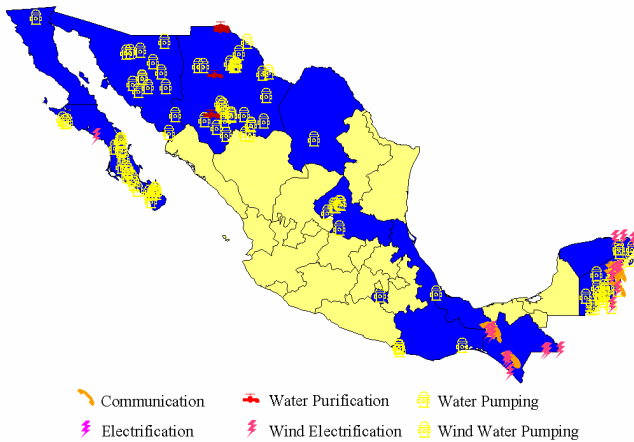 Communication Water Purification Water Pumping
Electrification Wind Electrification Wind Water Pumping